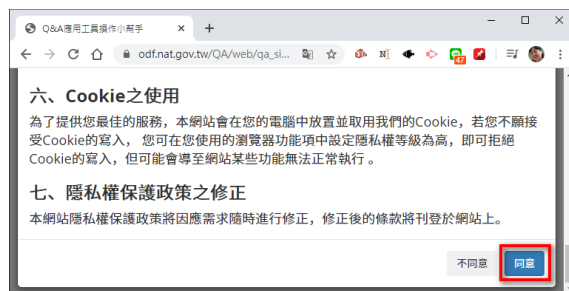 Q&A應用工具操作小幫手
odf.nat.gov.tw/QA/web/qa_si...
47
六、Cookie之使用
為了提供您最佳的服務，本網站會在您的電腦中放置並取用我們的Cookie，若您不願接
受Cookie的寫入， 您可在您使用的瀏覽器功能項中設定隱私權等級為高，即可拒絕
Cookie的寫入，但可能會導至網站某些功能無法正常執行 。
七、隱私權保護政策之修正
本網站隱私權保護政策將因應需求隨時進行修正，修正後的條款將刊登於網站上。
不同意 同意